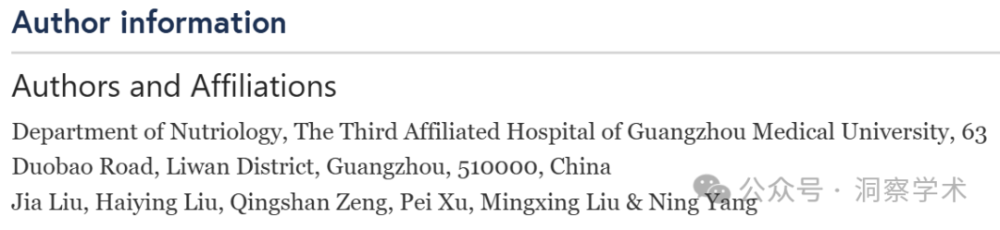 Author information
Authors and Affiliations
Department of Nutriology, The Third Affiliated Hospital of Guangzhou Medical University, 63
Duobao Road, Liwan District, Guangzhou, 510000, China
Jia Liu, Haiying Liu, Qingshan Zeng, Pei Xu, Mingxing Liu & Ning Yang
公众号 · 洞察学术